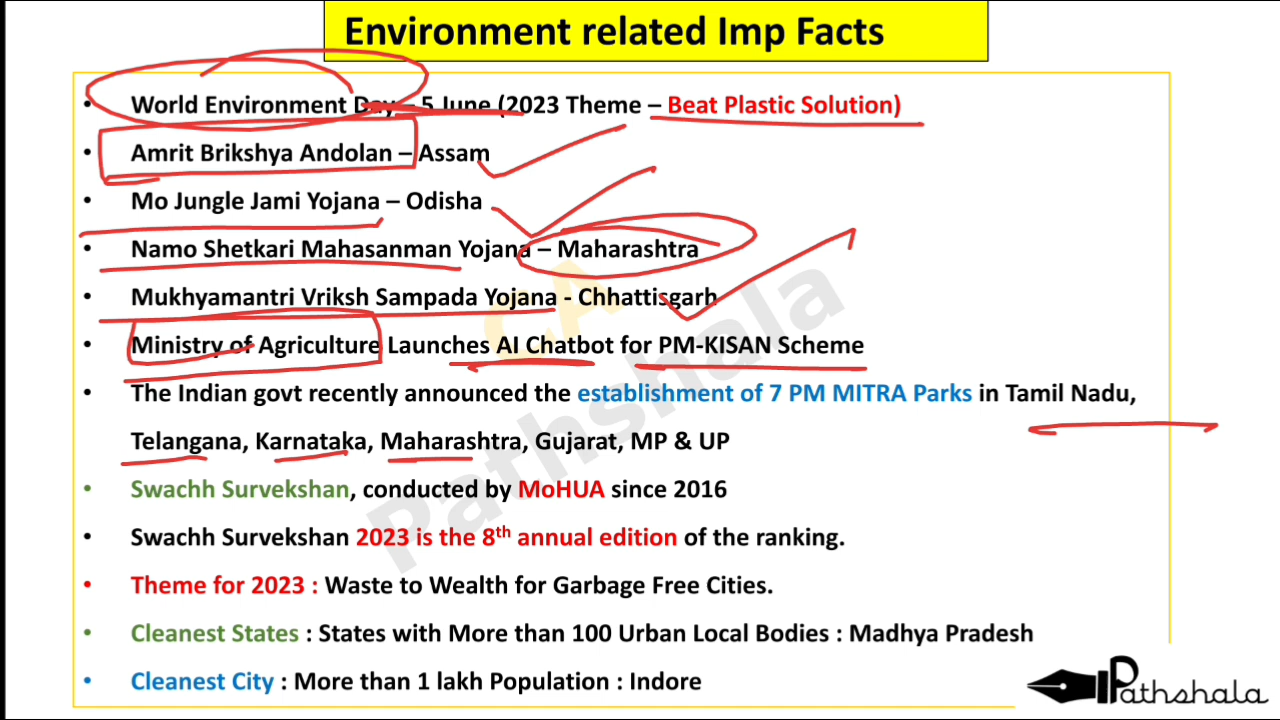 Environment related Imp Facts
• World Environment Day – 5 June (2023 Theme – Beat Plastic Solution)
• Amrit Brikshya Andolan – Assam
• Mo Jungle Jami Yojana – Odisha
• Namo Shetkari Mahasanman Yojana – Maharashtra
• Mukhyamantri Vriksh Sampada Yojana - Chhattisgarh
• Ministry of Agriculture Launches AI Chatbot for PM-KISAN Scheme
• The Indian govt recently announced the establishment of 7 PM MITRA Parks in Tamil Nadu,
Telangana, Karnataka, Maharashtra, Gujarat, MP & UP
• Swachh Survekshan, conducted by MoHUA since 2016
• Swachh Survekshan 2023 is the 8th annual edition of the ranking.
• Theme for 2023 : Waste to Wealth for Garbage Free Cities.
• Cleanest States : States with More than 100 Urban Local Bodies : Madhya Pradesh
• Cleanest City : More than 1 lakh Population : Indore
CA
Pathshala
Pathshala